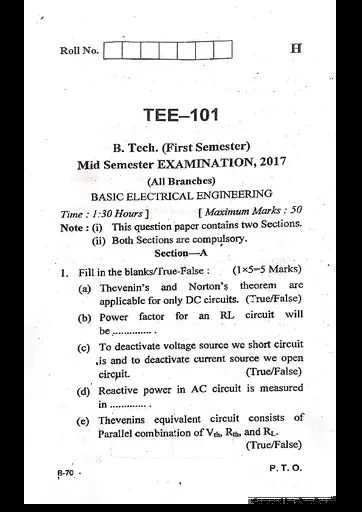 Roll No.
H
TEE–101
B. Tech. (First Semester)
Mid Semester EXAMINATION, 2017
(All Branches)
BASIC ELECTRICAL ENGINEERING
Time : 1:30 Hours ] [ Maximum Marks : 50
Note : (i) This question paper contains two Sections.
(ii) Both Sections are compulsory.
Section—A
1. Fill in the blanks/True-False : (1×5=5 Marks)
(a) Thevenin's and Norton's theorem are
applicable for only DC circuits. (True/False)
(b) Power factor for an RL circuit will
be .............. .
(c) To deactivate voltage source we short circuit
is and to deactivate current source we open
circuit. (True/False)
(d) Reactive power in AC circuit is measured
in ............. .
(e) Thevenins equivalent circuit consists of
Parallel combination of Vth, Rth, and RL.
(True/False)
B-70
P. T. O.